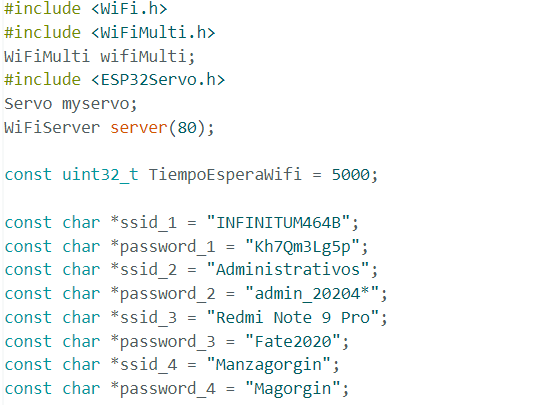 #include <WiFi.h>
#include <WiFiMulti.h>
WiFiMulti wifiMulti;
#include <ESP32Servo.h>
Servo myservo;
WiFiServer server(80);
const uint32_t TiempoEsperaWifi = 5000;
const char *ssid_1 = "INFINITUM464B";
const char *password_1 = "Kh7Qm3Lg5p";
const char *ssid_2 = "Administrativos";
const char *password_2 = "admin_20204*";
const char *ssid_3 = "Redmi Note 9 Pro";
const char *password_3 = "Fate2020";
const char *ssid_4 = "Manzagorgin";
const char *password_4 = "Magorgin";